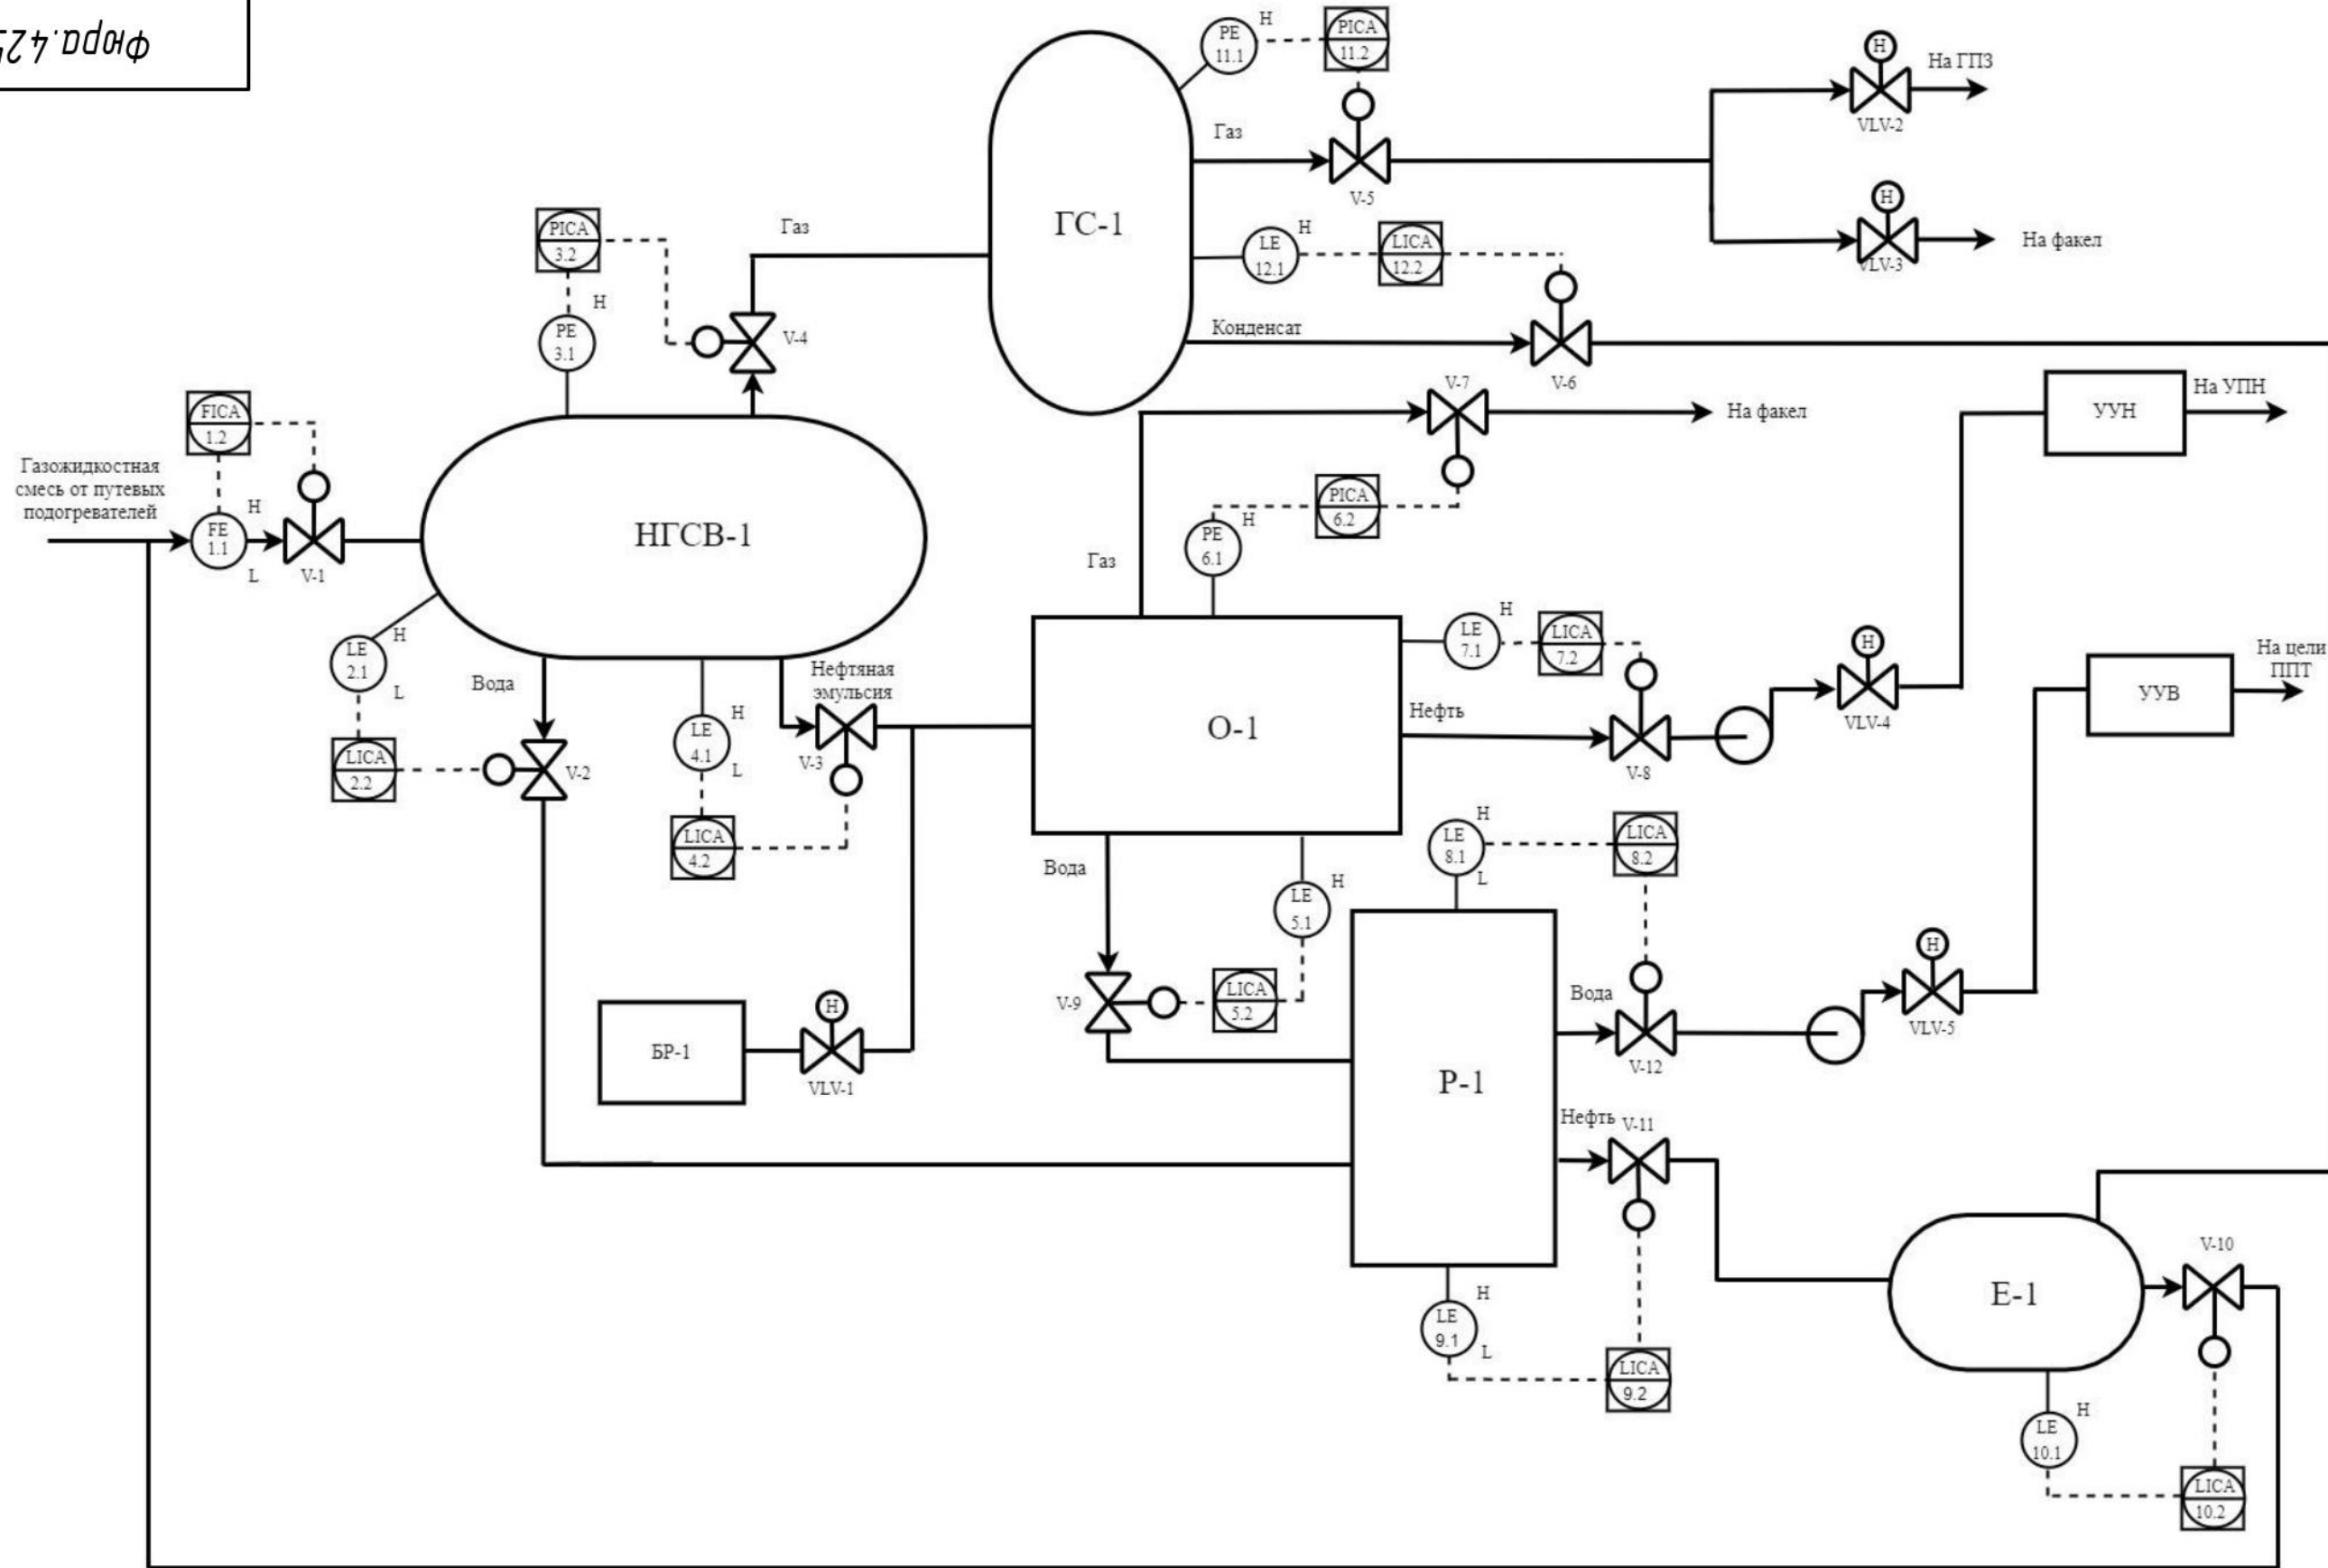 Фюра.425
PE
11.1
H
PICA
11.2
H
На ГПЗ
VLV-2
Газ
V-5
H
VLV-3
На факел
ГС-1
PICA
3.2
H
PE
3.1
Газ
V-4
LE
12.1
H
LICA
12.2
Конденсат
V-6
FICA
1.2
Газожидкостная
смесь от путевых
подогревателей
FE
1.1
H
L
V-1
НГСВ-1
V-7
На факел
PICA
6.2
PE
6.1
H
Газ
УУН
На УПН
LE
2.1
H
L
LICA
2.2
Вода
V-2
LE
4.1
H
L
LICA
4.2
Нефтяная
эмульсия
V-3
О-1
LE
7.1
H
LICA
7.2
Нефть
V-8
H
VLV-4
УУВ
На цели
ППТ
Вода
LE
5.1
H
LICA
5.2
V-9
LE
8.1
H
L
LICA
8.2
БР-1
H
VLV-1
Р-1
Вода
V-12
H
VLV-5
Нефть
V-11
LE
9.1
H
L
LICA
9.2
Е-1
V-10
LE
10.1
H
LICA
10.2